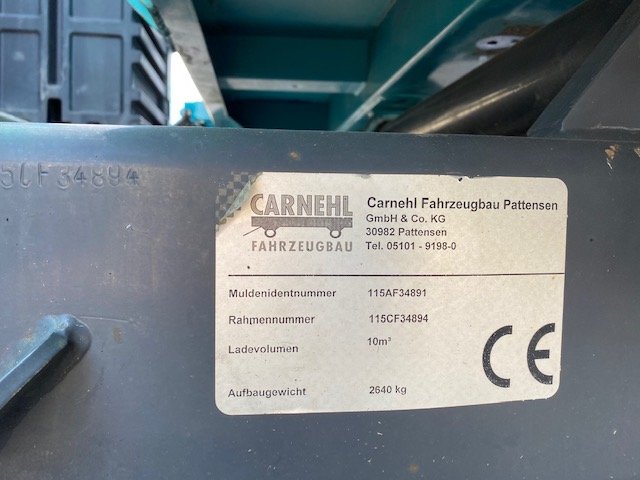 5CF34894
CARNEHL
FAHRZEUGBAU
Carnehl Fahrzeugbau Pattensen
GmbH & Co. KG
30982 Pattensen
Tel. 05101 - 9198-0
Muldenidentnummer 115AF34891
Rahmennummer 115CF34894
Ladevolumen 10m³
Aufbaugewicht 2640 kg
CE